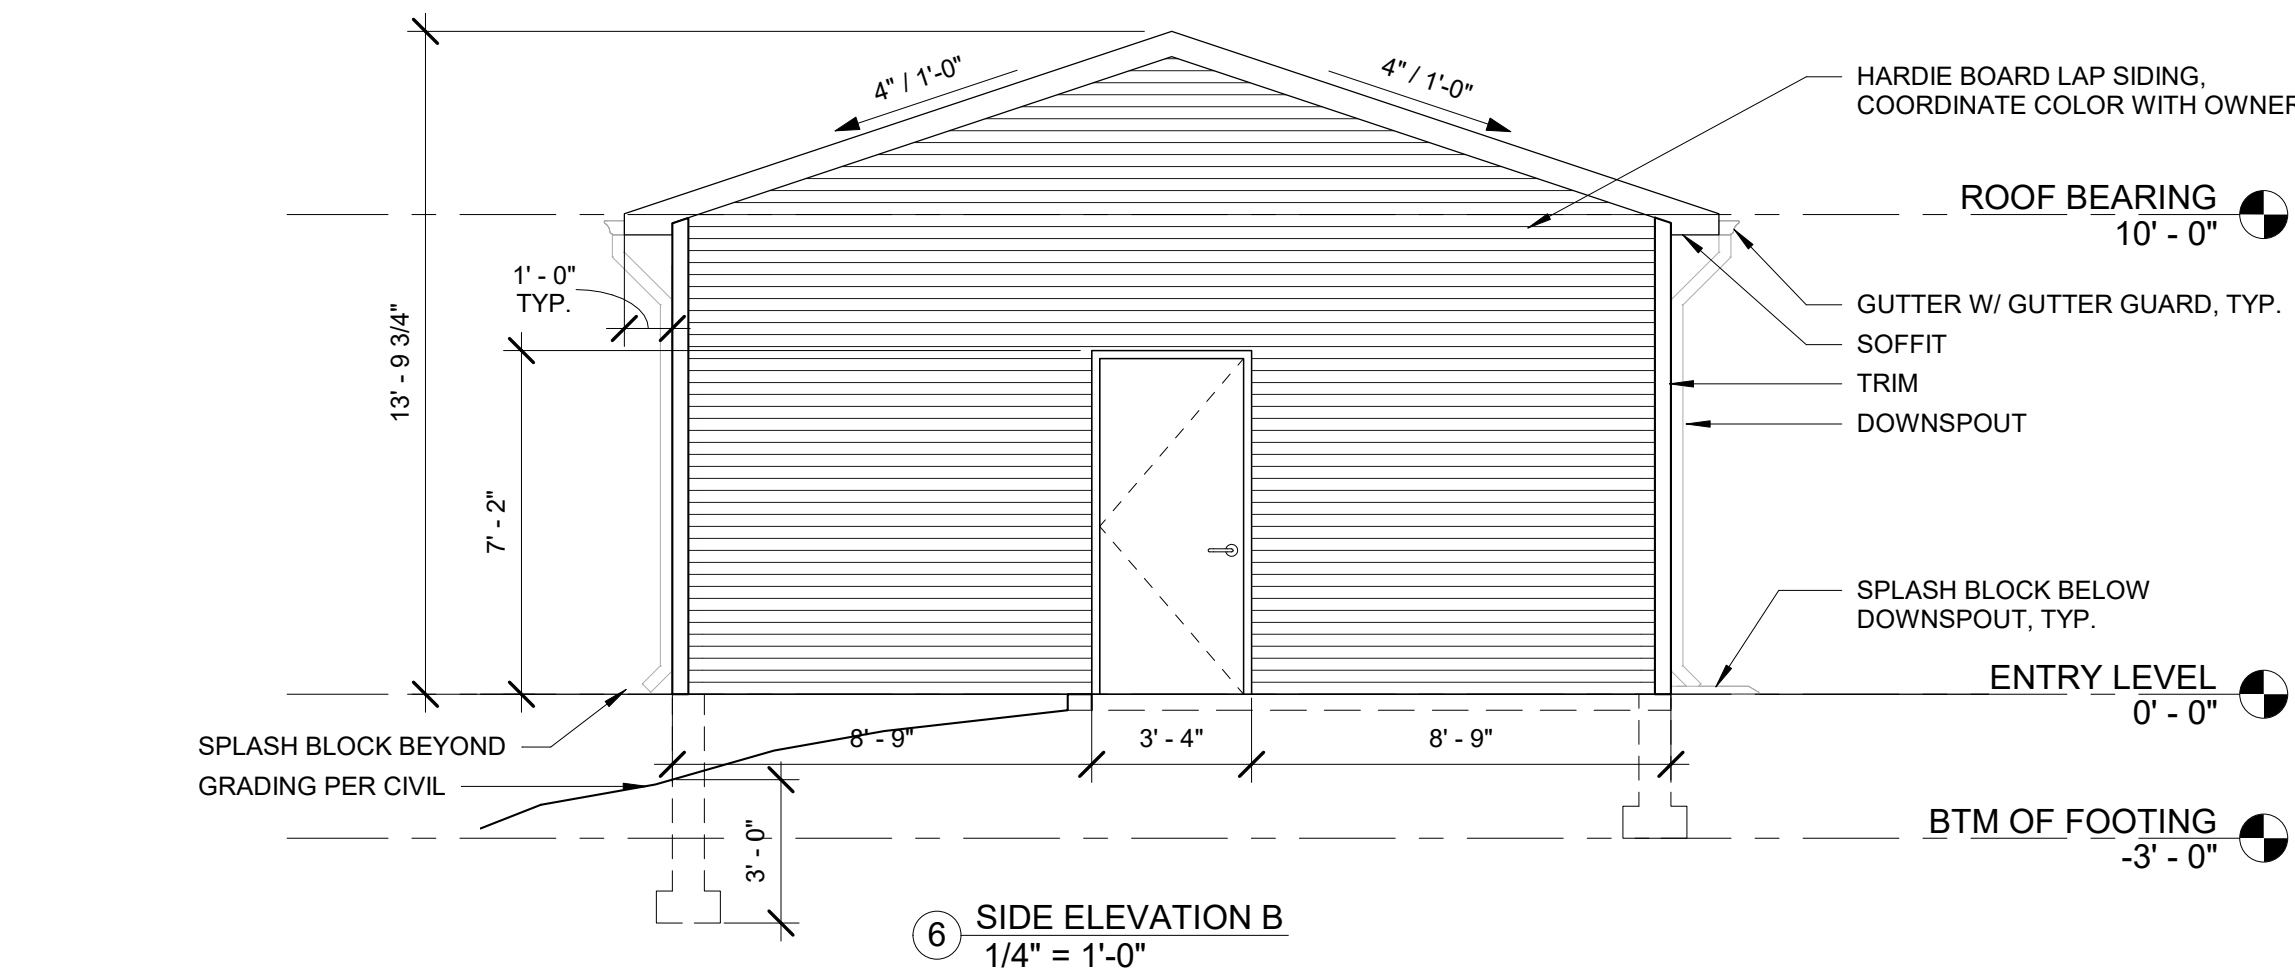 4" / 1'-0"
4" / 1'-0"
HARDIE BOARD LAP SIDING,
COORDINATE COLOR WITH OWNER
ROOF BEARING
10' - 0"
1' - 0"
TYP.
13' - 9 3/4"
GUTTER W/ GUTTER GUARD, TYP.
SOFFIT
TRIM
DOWNSPOUT
7' - 2"
SPLASH BLOCK BELOW
DOWNSPOUT, TYP.
ENTRY LEVEL
0' - 0"
SPLASH BLOCK BEYOND
GRADING PER CIVIL
8' - 9"
3' - 4"
8' - 9"
3' - 0"
BTM OF FOOTING
-3' - 0"
6
SIDE ELEVATION B
1/4" = 1'-0"